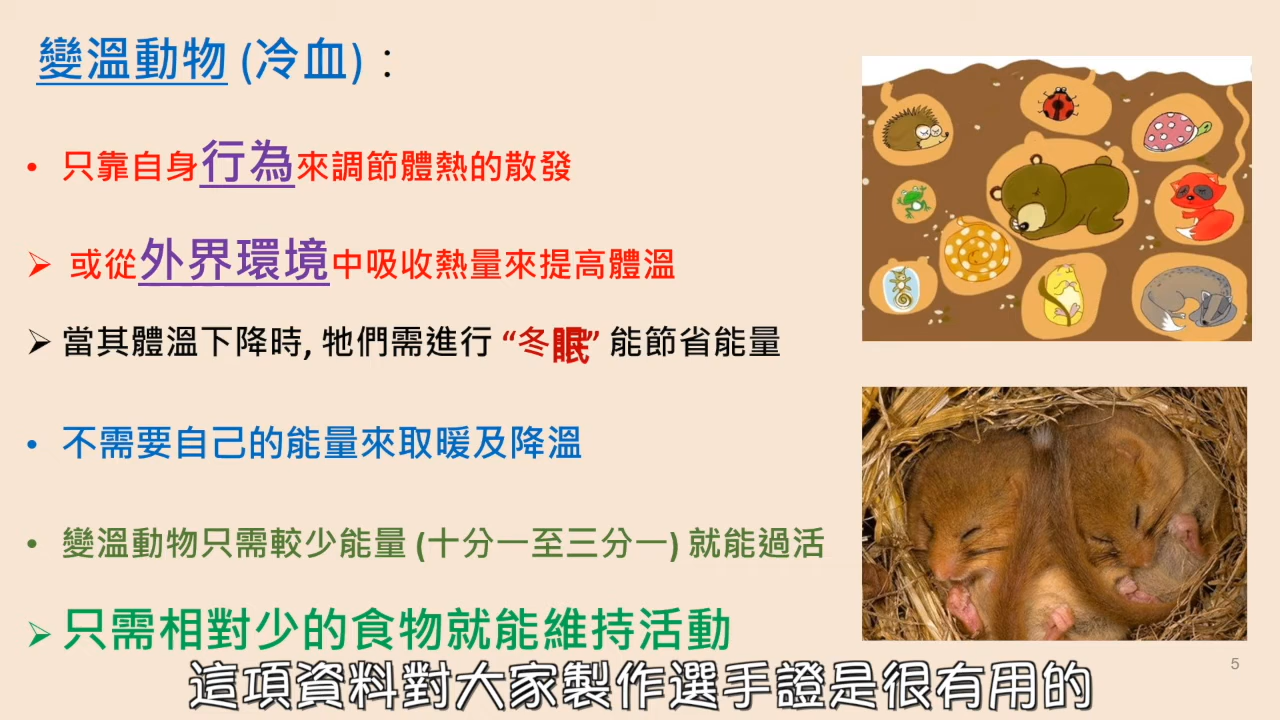 變溫動物 (冷血)：
• 只靠自身行為來調節體熱的散發
➢ 或從外界環境中吸收熱量來提高體溫
➢ 當其體溫下降時, 牠們需進行 “冬眠” 能節省能量
• 不需要自己的能量來取暖及降溫
• 變溫動物只需較少能量 (十分一至三分一) 就能過活
➢ 只需相對少的食物就能維持活動
這項資料對大家製作選手證是很有用的
5